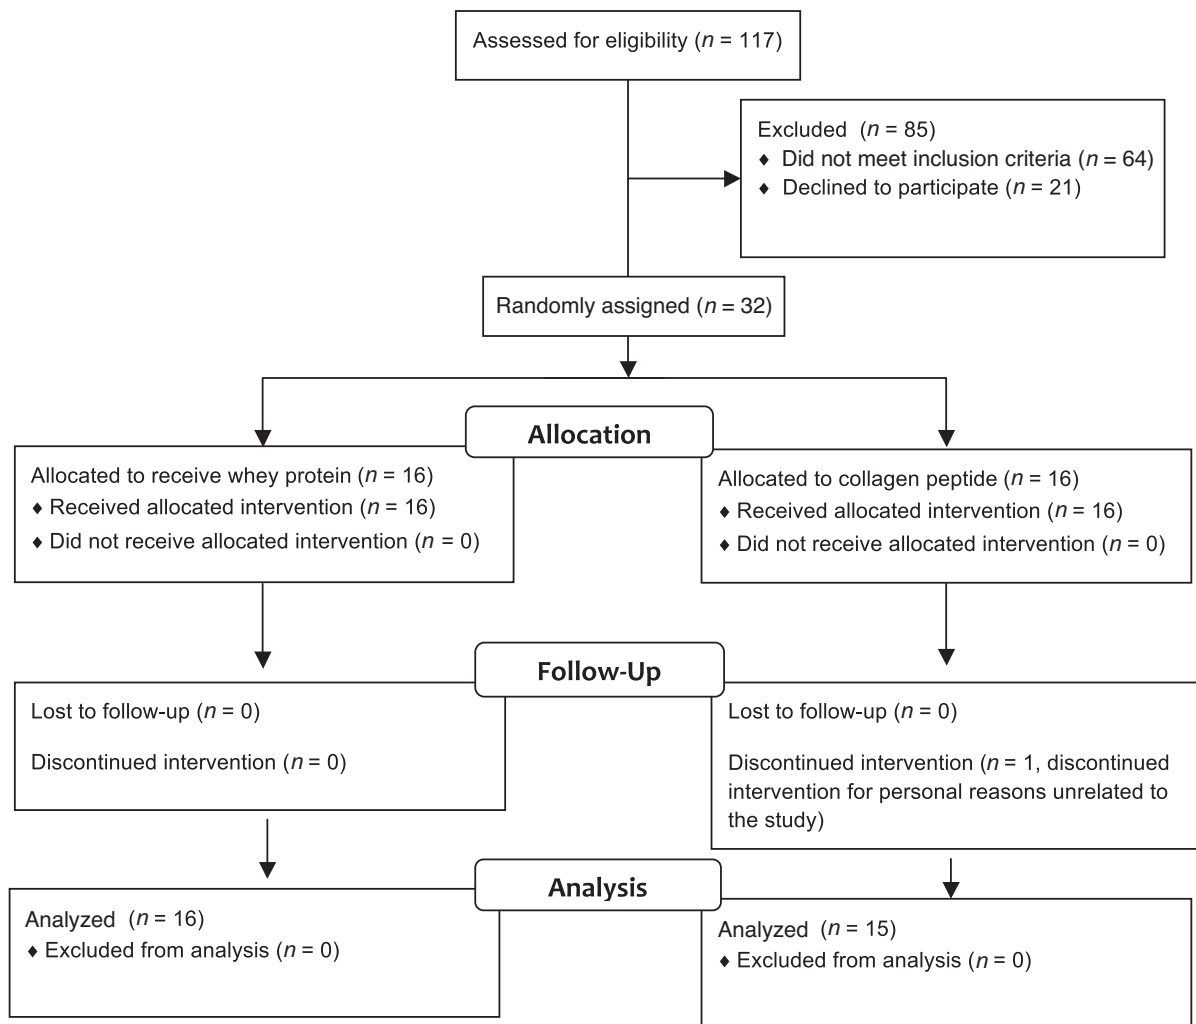 Assessed for eligibility (n = 117)
Excluded (n = 85)
♦ Did not meet inclusion criteria (n = 64)
♦ Declined to participate (n = 21)
Randomly assigned (n = 32)
Allocation
Allocated to receive whey protein (n = 16)
♦ Received allocated intervention (n = 16)
♦ Did not receive allocated intervention (n = 0)
Allocated to collagen peptide (n = 16)
♦ Received allocated intervention (n = 16)
♦ Did not receive allocated intervention (n = 0)
Follow-Up
Lost to follow-up (n = 0)
Discontinued intervention (n = 0)
Lost to follow-up (n = 0)
Discontinued intervention (n = 1, discontinued
intervention for personal reasons unrelated to
the study)
Analysis
Analyzed (n = 16)
♦ Excluded from analysis (n = 0)
Analyzed (n = 15)
♦ Excluded from analysis (n = 0)